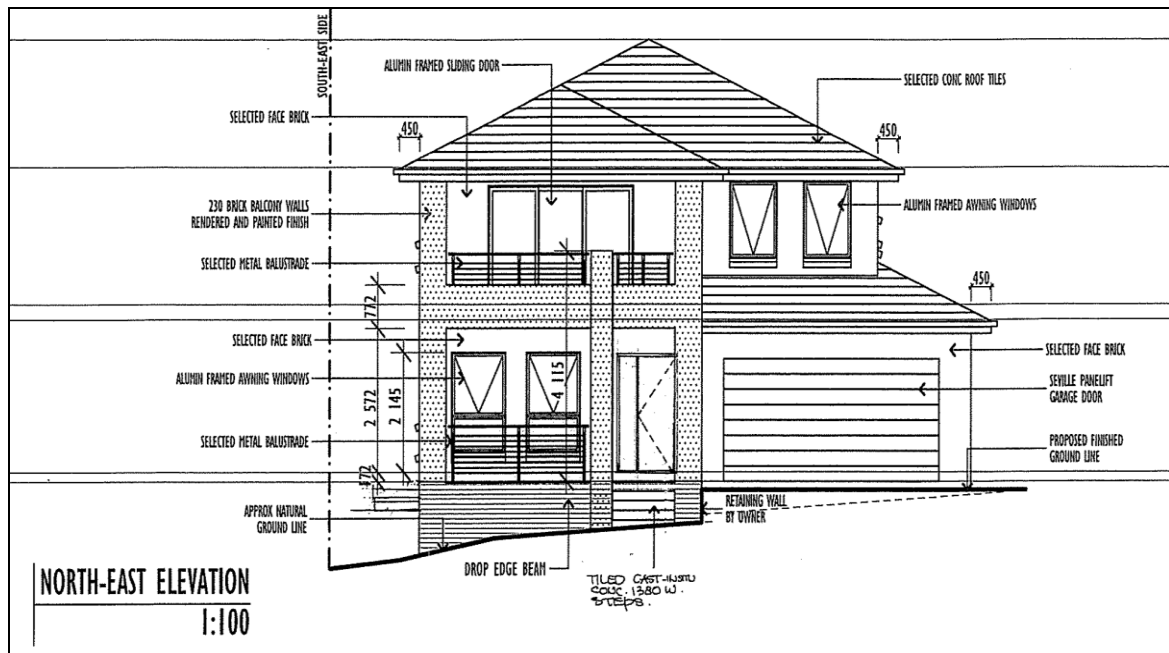 SOUTH-EAST SIDE
ALUMIN FRAMED SLIDING DOOR
SELECTED CONC ROOF TILES
SELECTED FACE BRICK
450
450
230 BRICK BALCONY WALLS
RENDERED AND PAINTED FINISH
ALUMIN FRAMED AWNING WINDOWS
SELECTED METAL BALUSTRADE
772
450
SELECTED FACE BRICK
SELECTED FACE BRICK
ALUMIN FRAMED AWNING WINDOWS
2 572
2 145
4 115
SEVILLE PANELIFT
GARAGE DOOR
SELECTED METAL BALUSTRADE
PROPOSED FINISHED
GROUND LINE
172
APPROX NATURAL
GROUND LINE
RETAINING WALL
BY OWNER
DROP EDGE BEAM
TILED CAST-INSITU
CONC. 1380 W.
STEPS.
NORTH-EAST ELEVATION
1:100